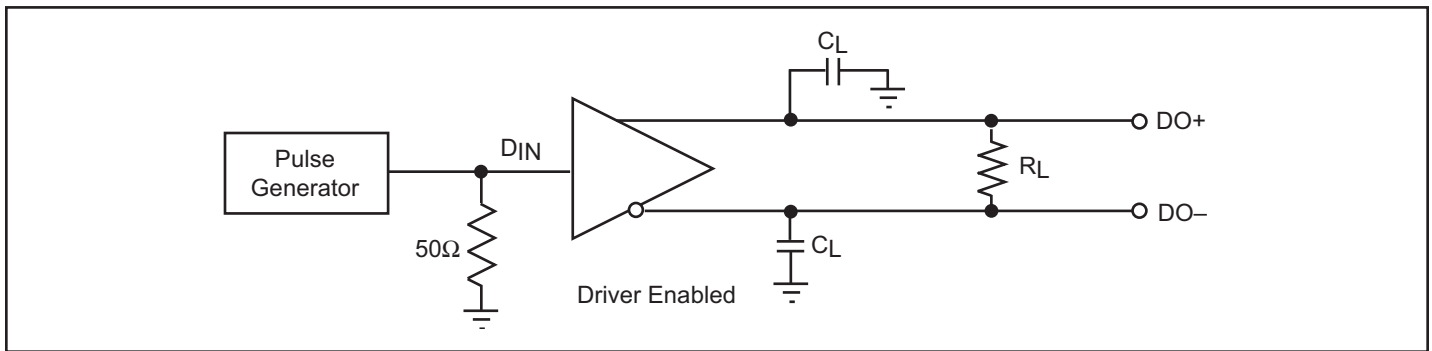 CL
DO+
Pulse
Generator
DIN
RL
DO–
50Ω
CL
Driver Enabled